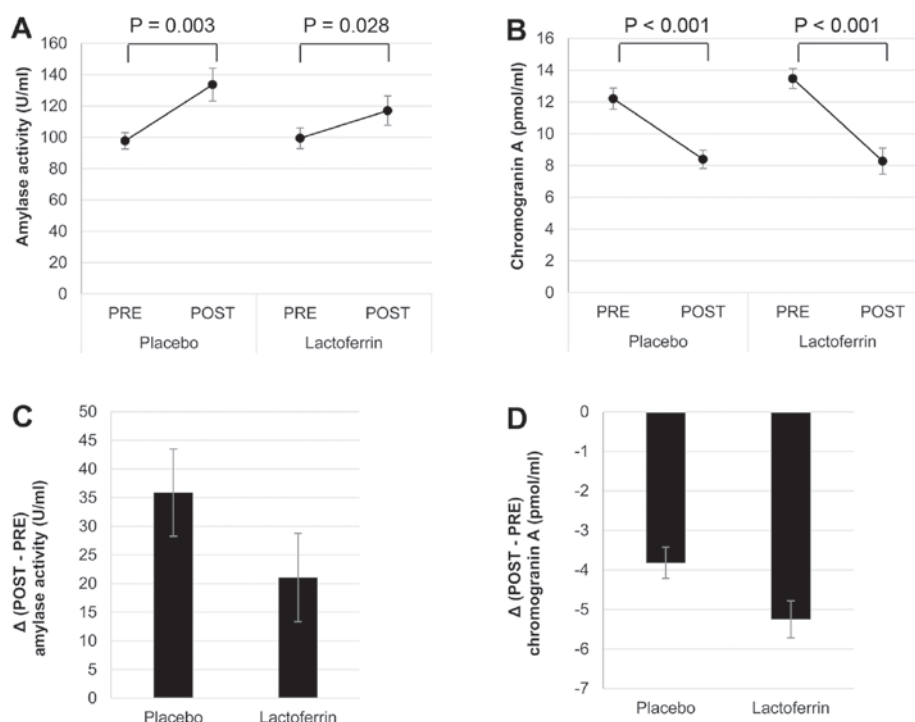 A
P = 0.003
P = 0.028
Amylase activity (U/ml)
160
140
120
100
80
60
40
20
0
PRE
POST
PRE
POST
Placebo
Lactoferrin
B
P < 0.001
P < 0.001
Chromogranin A (pmol/ml)
16
14
12
10
8
6
4
2
0
PRE
POST
PRE
POST
Placebo
Lactoferrin
C
Δ (POST - PRE)
amylase activity (U/ml)
50
45
40
35
30
25
20
15
10
5
0
Placebo
Lactoferrin
D
Δ (POST - PRE)
chromogranin A (pmol/ml)
0
-1
-2
-3
-4
-5
-6
-7
Placebo
Lactoferrin